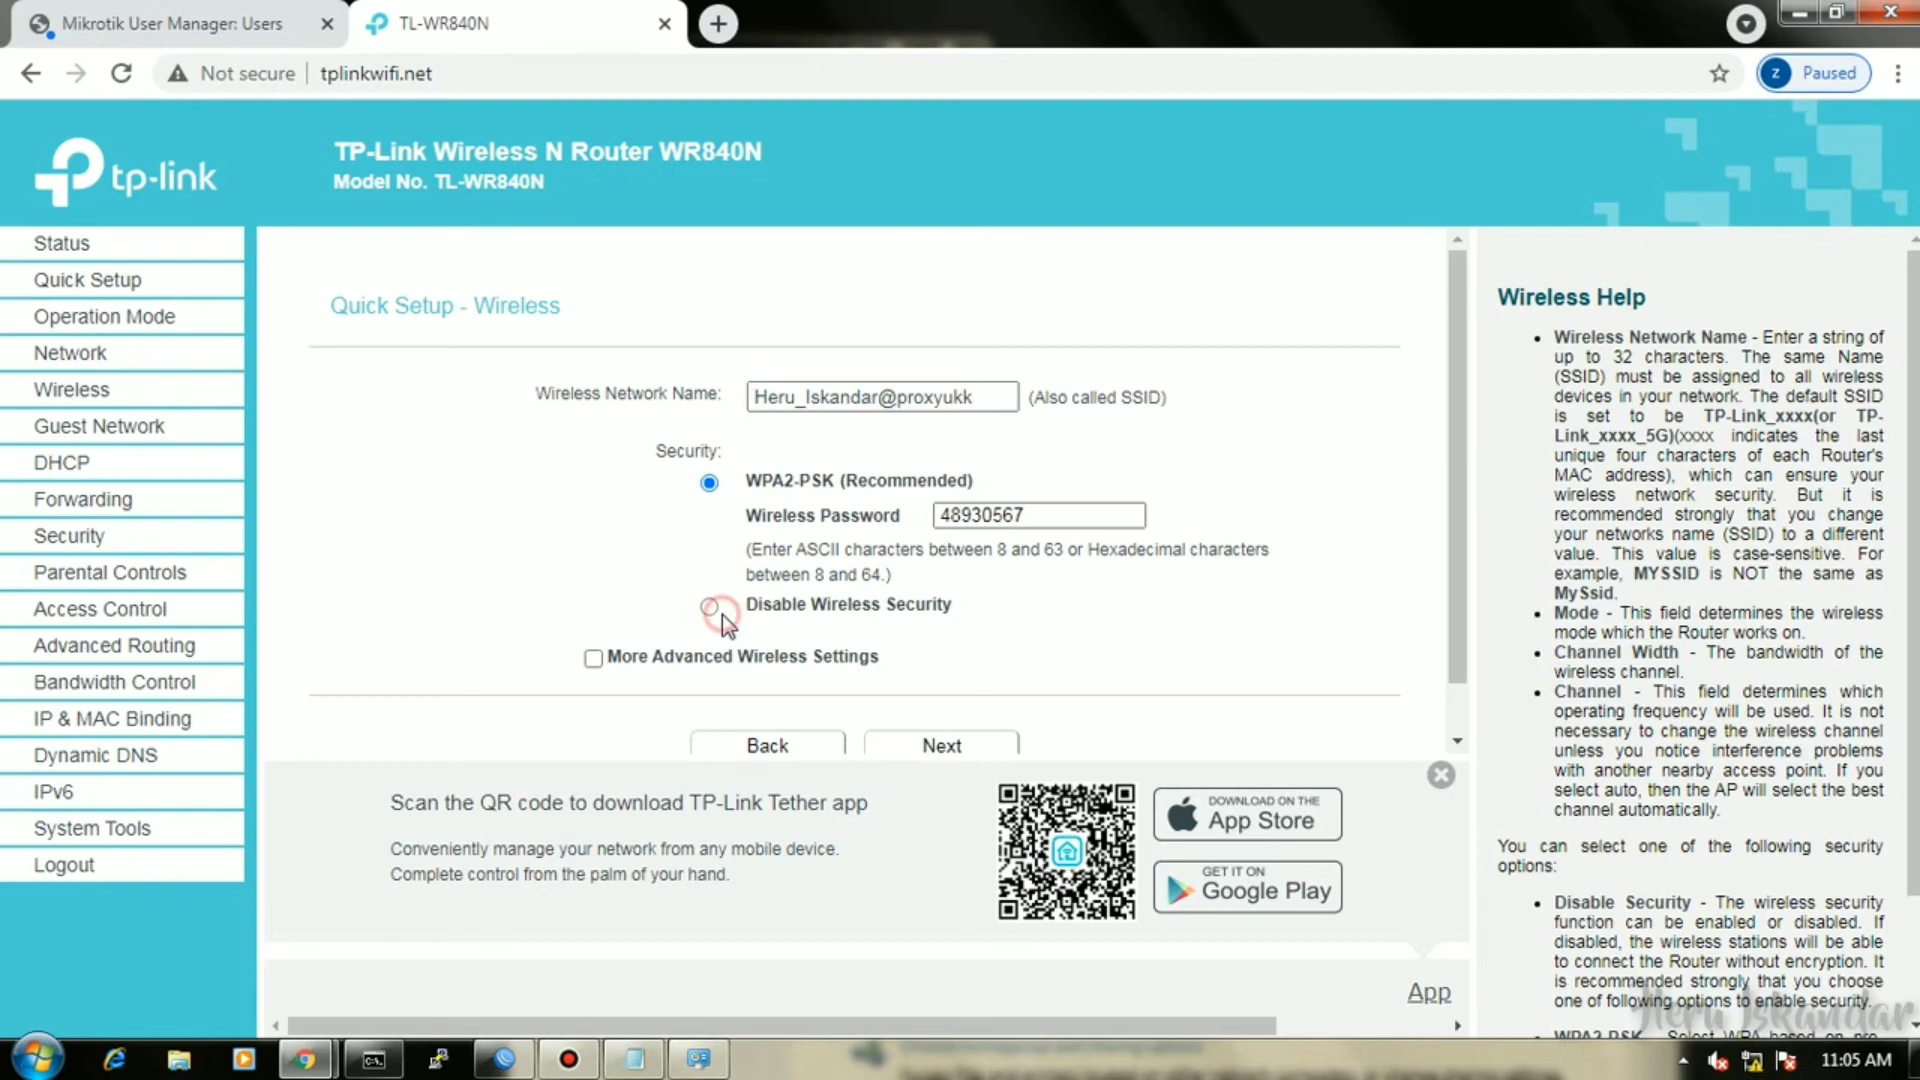 Mikrotik User Manager: Users
TL-WR840N
Not secure
tplinkwifi.net
z
Paused
tp-link
TP-Link Wireless N Router WR840N
Model No. TL-WR840N
Status
Quick Setup
Operation Mode
Network
Wireless
Guest Network
DHCP
Forwarding
Security
Parental Controls
Access Control
Advanced Routing
Bandwidth Control
IP & MAC Binding
Dynamic DNS
IPv6
System Tools
Logout
Quick Setup - Wireless
Wireless Network Name:
Heru_Iskandar@proxyukk
(Also called SSID)
Security:
WPA2-PSK (Recommended)
Wireless Password
48930567
(Enter ASCII characters between 8 and 63 or Hexadecimal characters
between 8 and 64.)
Disable Wireless Security
More Advanced Wireless Settings
Back
Next
Scan the QR code to download TP-Link Tether app
Conveniently manage your network from any mobile device.
Complete control from the palm of your hand.
DOWNLOAD ON THE
App Store
GET IT ON
Google Play
App
Wireless Help
Wireless Network Name - Enter a string of
up to 32 characters. The same Name
(SSID) must be assigned to all wireless
devices in your network. The default SSID
is set to be TP-Link_xxxx(or TP-
Link_xxxx_5G)(xxxx indicates the last
unique four characters of each Router's
MAC address), which can ensure your
wireless network security. But it is
recommended strongly that you change
your networks name (SSID) to a different
value. This value is case-sensitive. For
example, MYSSID is NOT the same as
MySsid.
Mode - This field determines the wireless
mode which the Router works on.
Channel Width - The bandwidth of the
wireless channel.
Channel - This field determines which
operating frequency will be used. It is not
necessary to change the wireless channel
unless you notice interference problems
with another nearby access point. If you
select auto, then the AP will select the best
channel automatically.
You can select one of the following security
options:
Disable Security - The wireless security
function can be enabled or disabled. If
disabled, the wireless stations will be able
to connect the Router without encryption. It
is recommended strongly that you choose
one of following options to enable security.
WPA2-PSK - Select WPA based on pre-
Heru Iskandar
11:05 AM